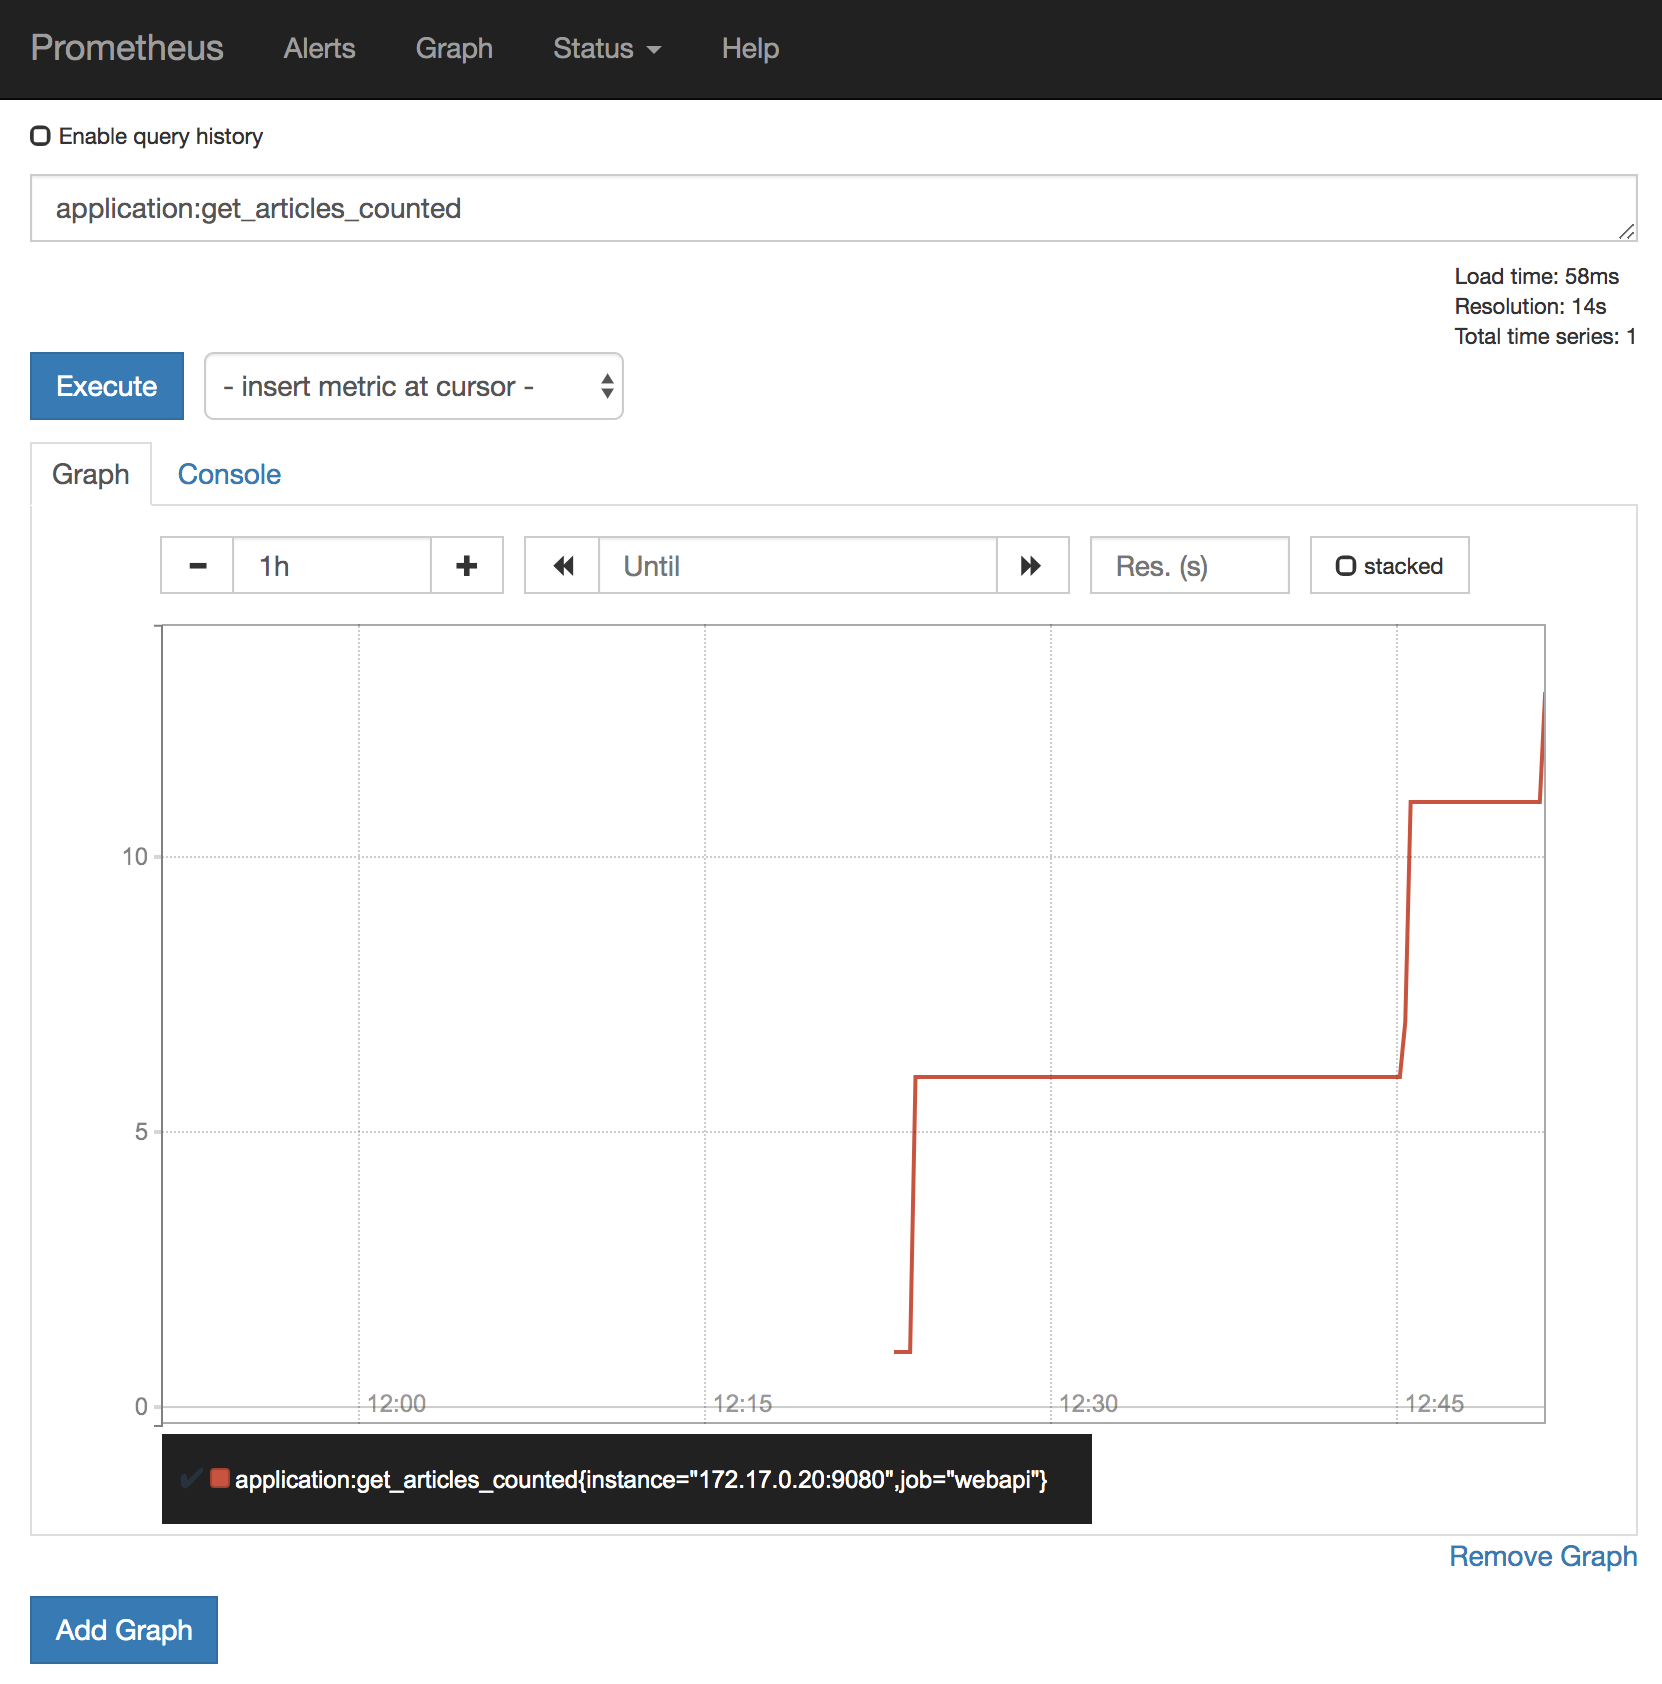 Prometheus Alerts Graph Status Help
Enable query history
application:get_articles_counted
Load time: 58ms
Resolution: 14s
Total time series: 1
Execute - insert metric at cursor -
Graph Console
1h Until Res. (s) stacked
10
5
0
12:00 12:15 12:30 12:45
application:get_articles_counted{instance="172.17.0.20:9080",job="webapi"}
Remove Graph
Add Graph